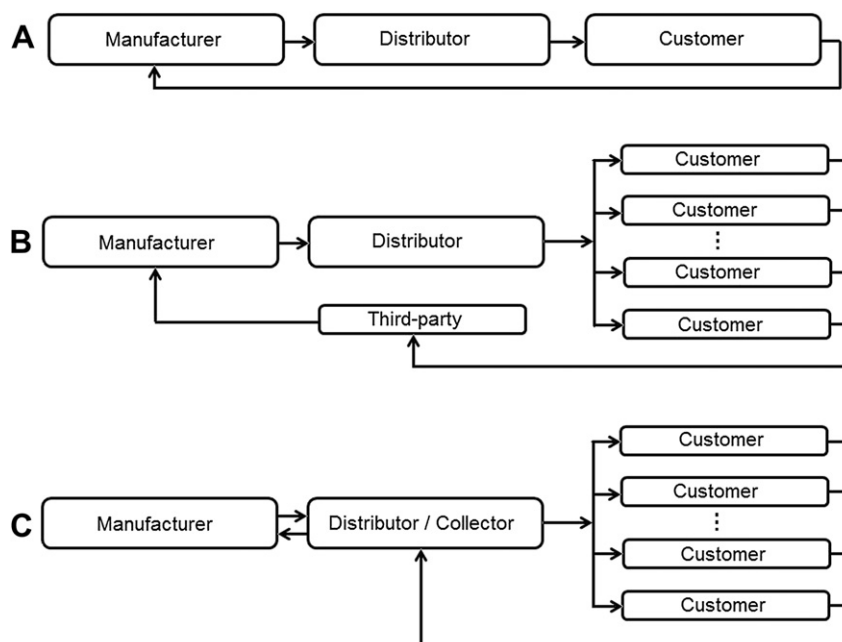 A
Manufacturer
Distributor
Customer
B
Manufacturer
Distributor
Customer
Customer
Customer
Customer
Third-party
C
Manufacturer
Distributor / Collector
Customer
Customer
Customer
Customer